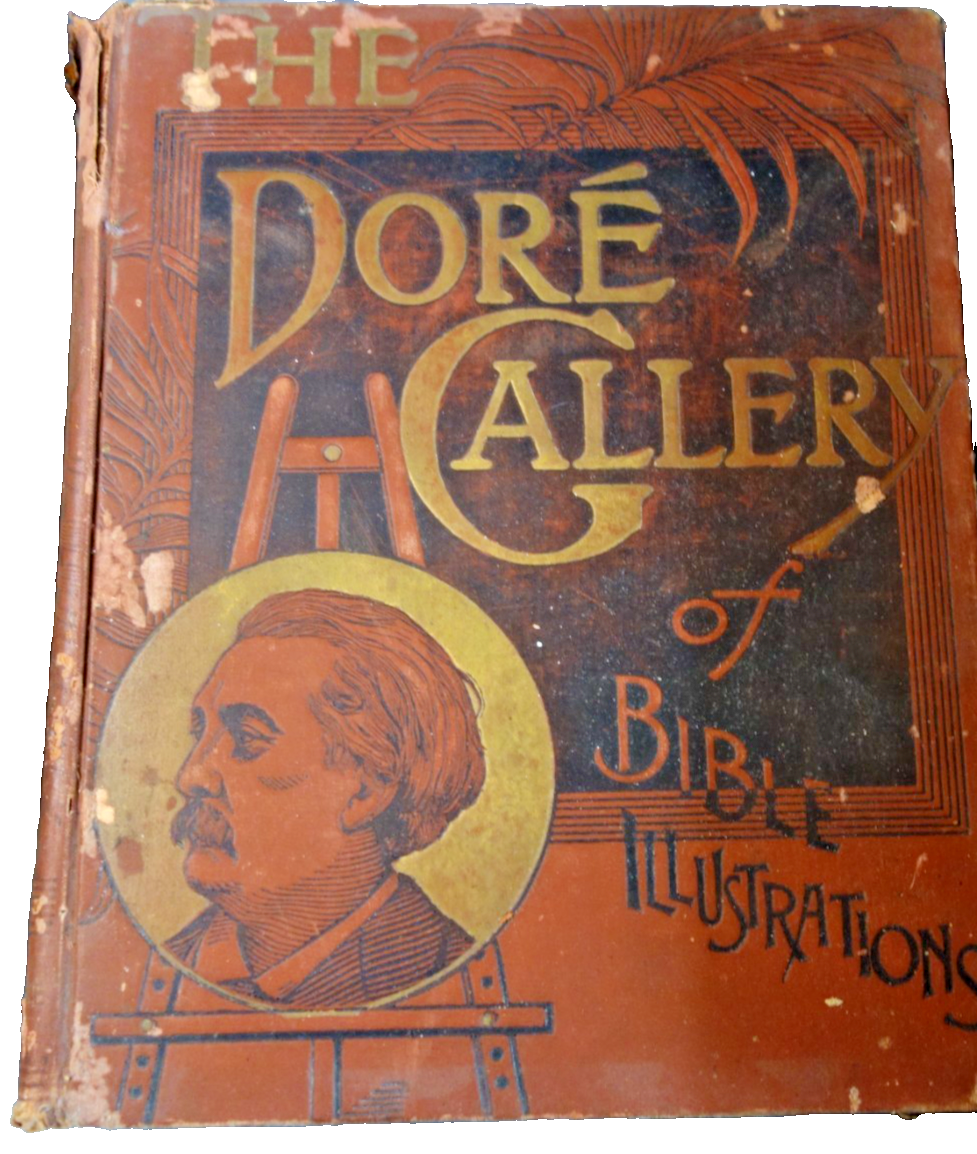 THE
DORÉ
GALLERY
of
BIBLE
ILLUSTRATIONS